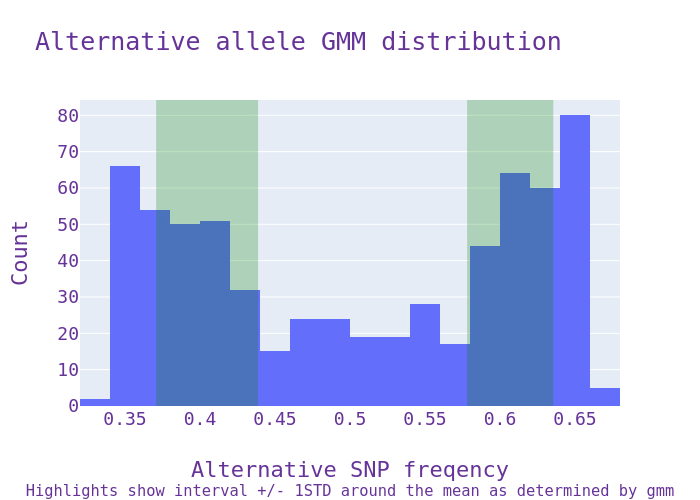 Alternative allele GMM distribution
Count
80
70
60
50
40
30
20
10
0
0.35 0.4 0.45 0.5 0.55 0.6 0.65
Alternative SNP freqency
Highlights show interval +/- 1STD around the mean as determined by gmm